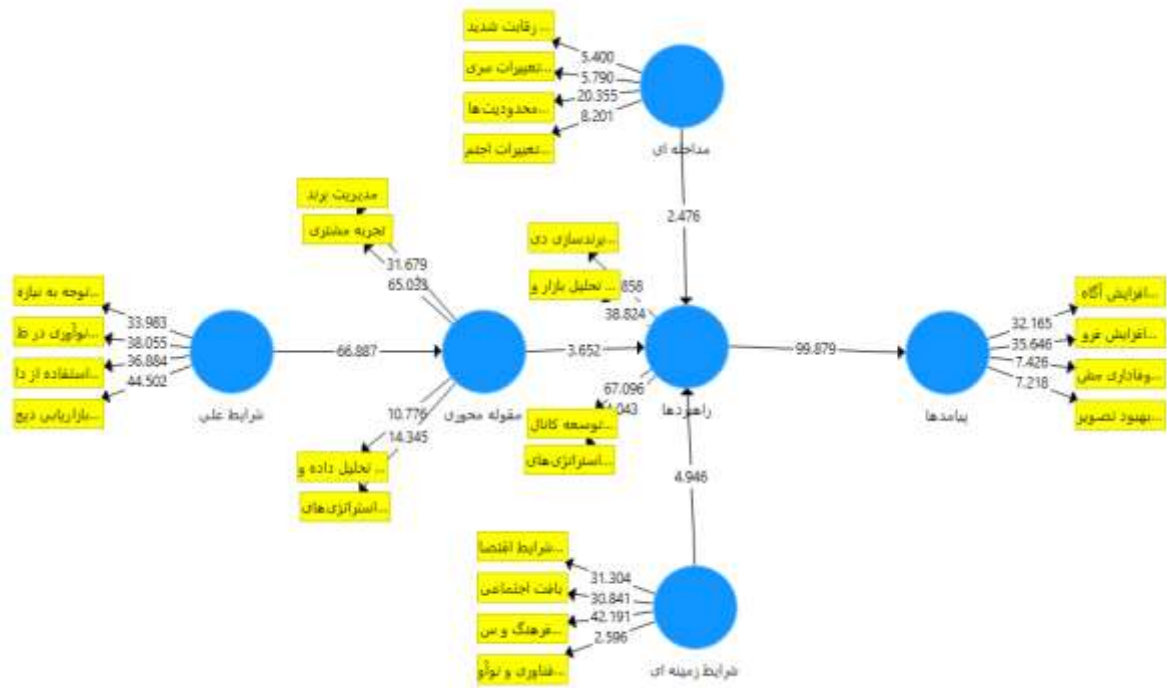 ... رقابت شدید
5.400
...تغییرات سری
5.790
20.355
...محدودیت‌ها
8.201
...تغییرات اجتم
مداخله ای
2.476
مدیریت برند
تجربه مشتری
31.679
65.033
...برندسازی دی
858
... تحلیل بازار و
38.824
...توجه به نیازه
33.983
...نوآوری در ط
38.055
36.884
...استفاده از دا
44.502
...بازاریابی دیج
شرایط علی
66.887
مقوله محوری
3.652
راهبردها
99.879
...افزایش آگاه
32.165
...افزایش فرو
35.646
7.426
...وفاداری مش
7.218
...بهبود تصویر
پیامدها
10.776
14.345
... تحلیل داده و
...استراتژی‌های
67.096
.043
...توسعه کانال
...استراتژی‌های
4.946
...شرایط اقتصا
31.304
بافت اجتماعی
30.841
42.191
...فرهنگ و س
2.596
...فناوری و نوآو
شرایط زمینه ای